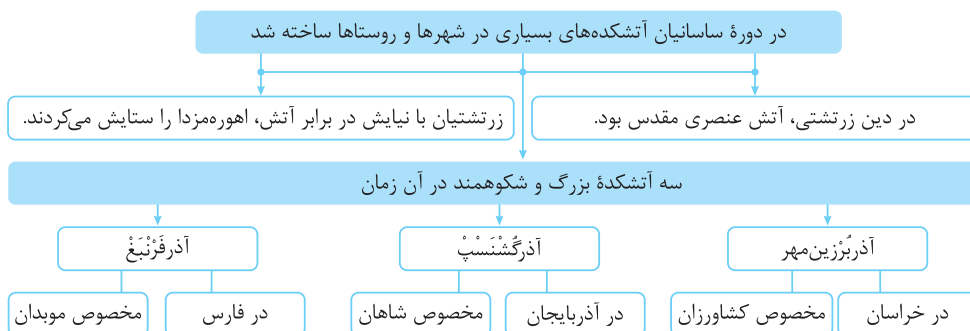 در دورهٔ ساسانیان آتشکده‌های بسیاری در شهرها و روستاها ساخته شد
در دین زرتشتی، آتش عنصری مقدس بود.
زرتشتیان با نیایش در برابر آتش، اهوره‌مزدا را ستایش می‌کردند.
سه آتشکدهٔ بزرگ و شکوهمند در آن زمان
آذربُرْزین‌مهر
آذرگُشْنَسْپْ
آذرفَرْنْبَغْ
در خراسان
مخصوص کشاورزان
در آذربایجان
مخصوص شاهان
در فارس
مخصوص موبدان